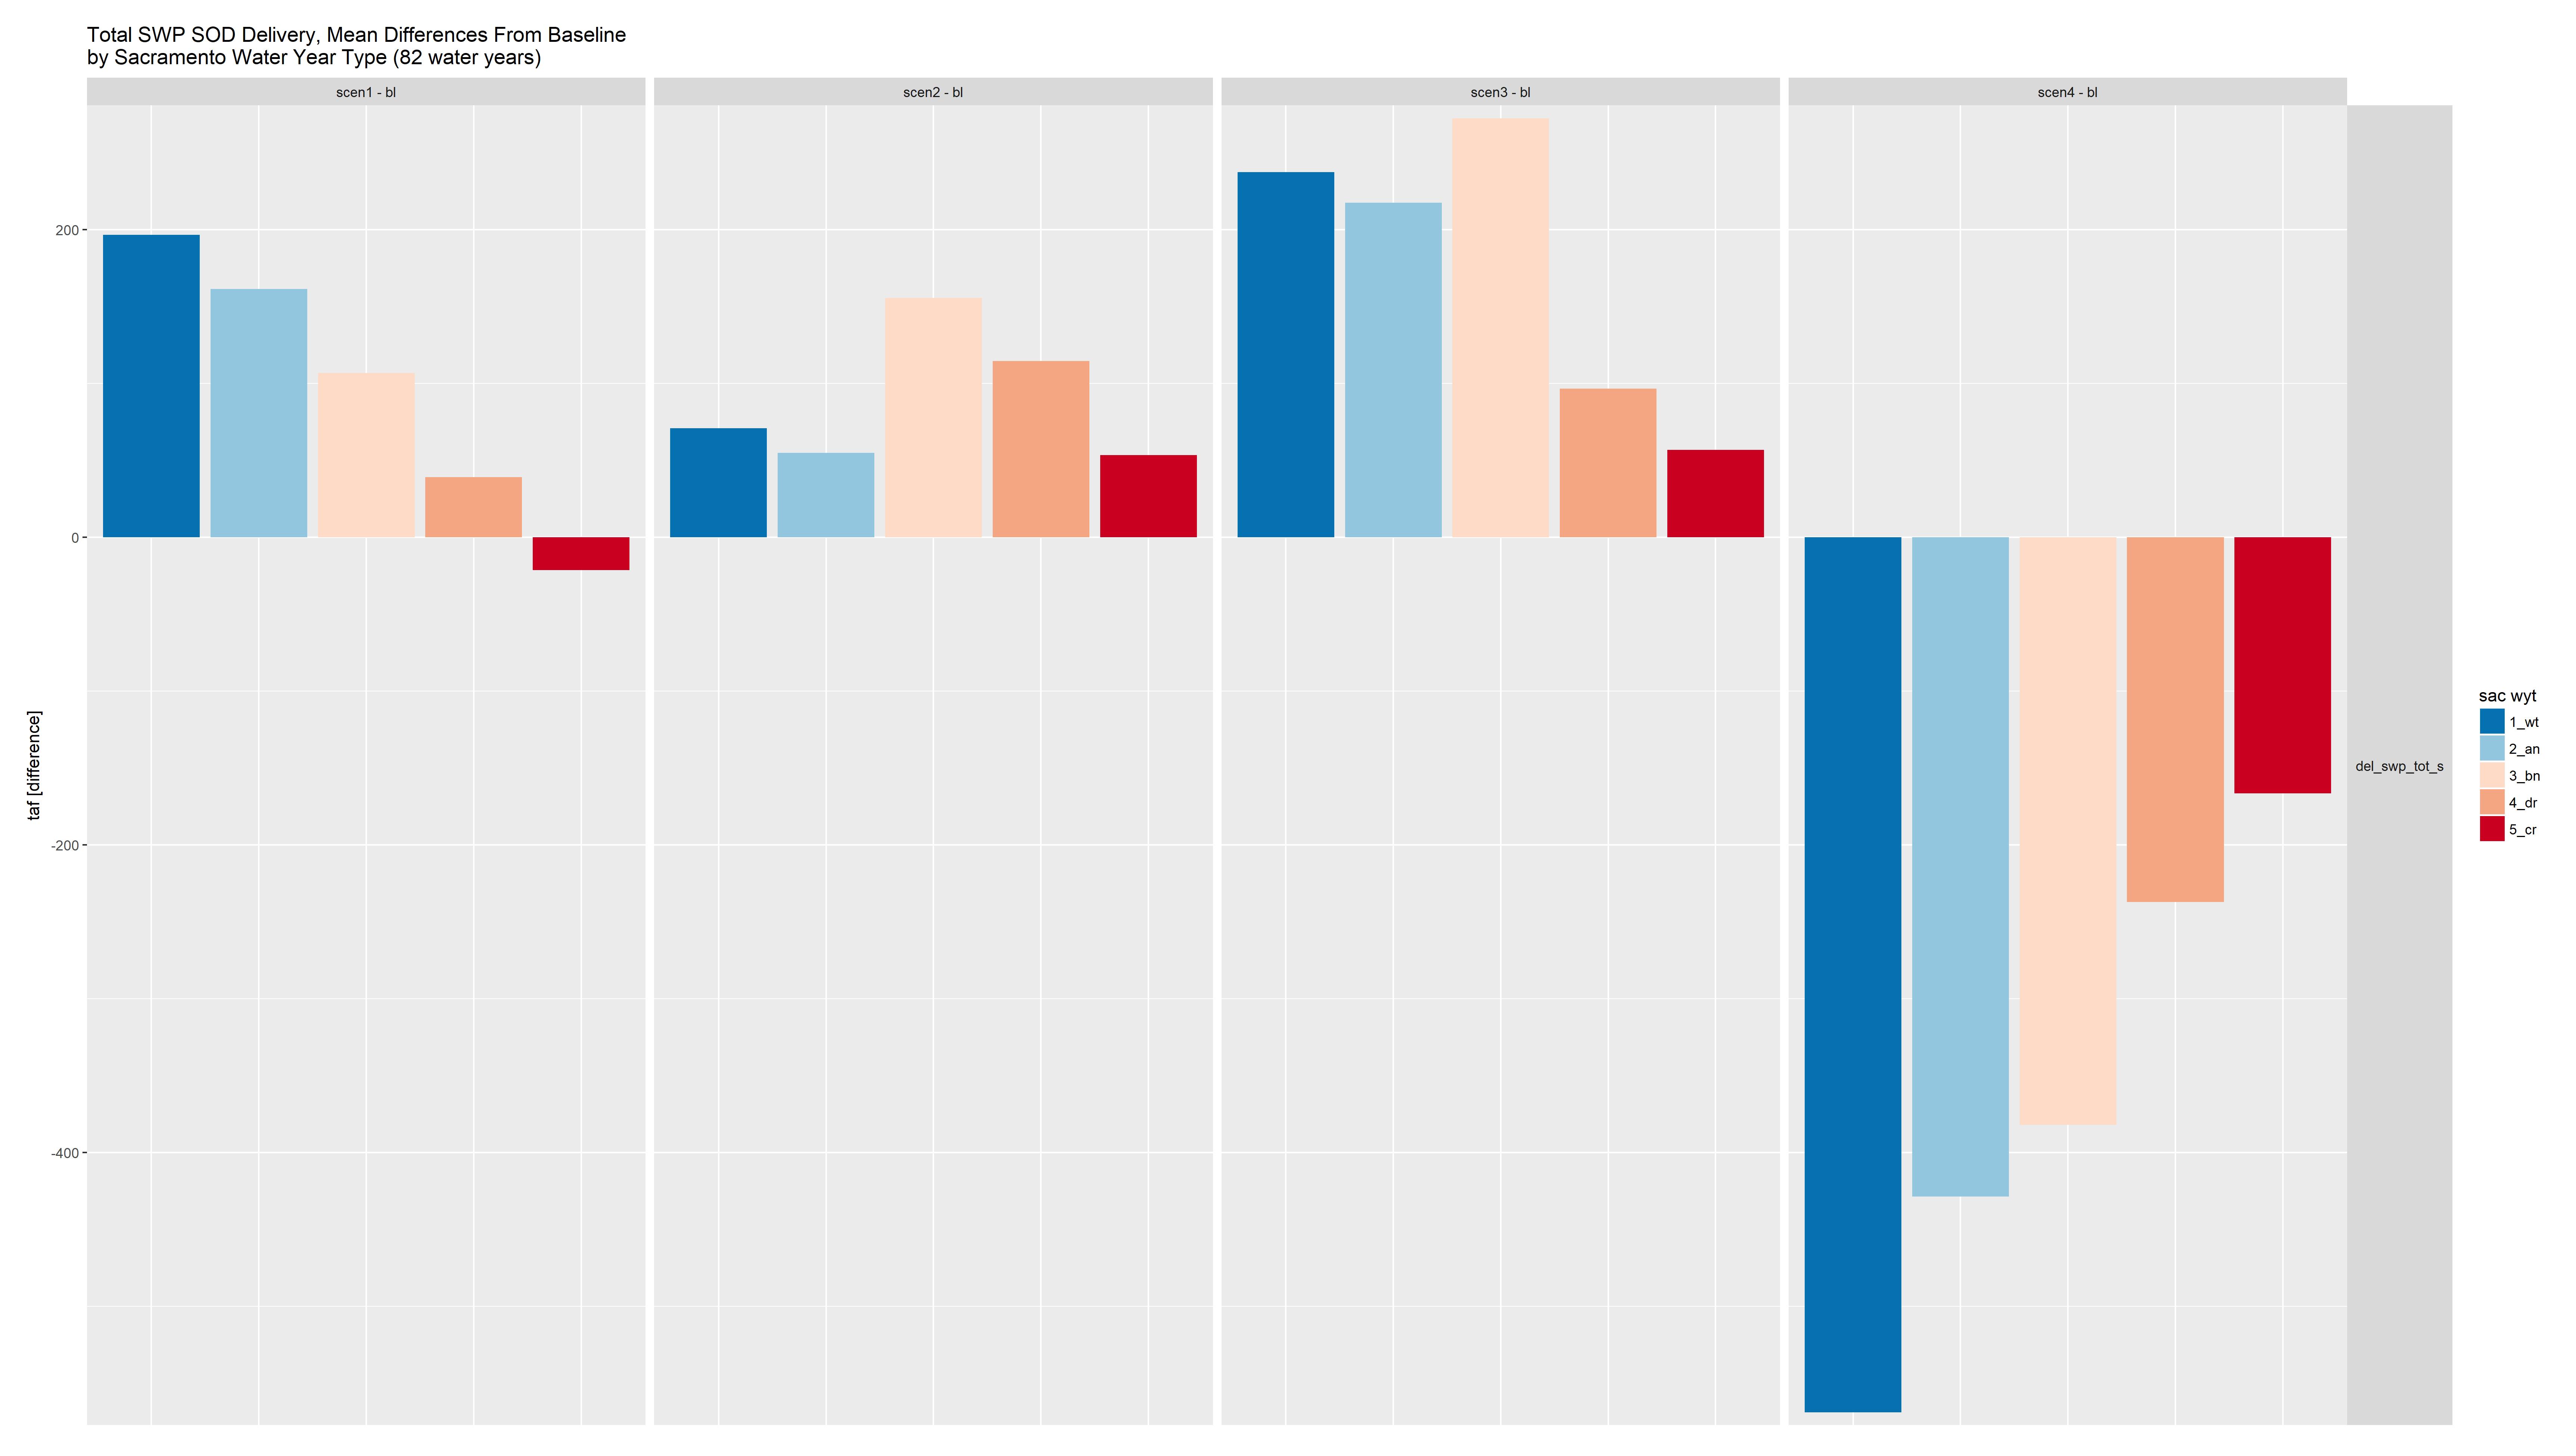 Total SWP SOD Delivery, Mean Differences From Baseline
by Sacramento Water Year Type (82 water years)
scen1 - bl
scen2 - bl
scen3 - bl
scen4 - bl
200
0
-200
-400
taf [difference]
del_swp_tot_s
sac wyt
1_wt
2_an
3_bn
4_dr
5_cr